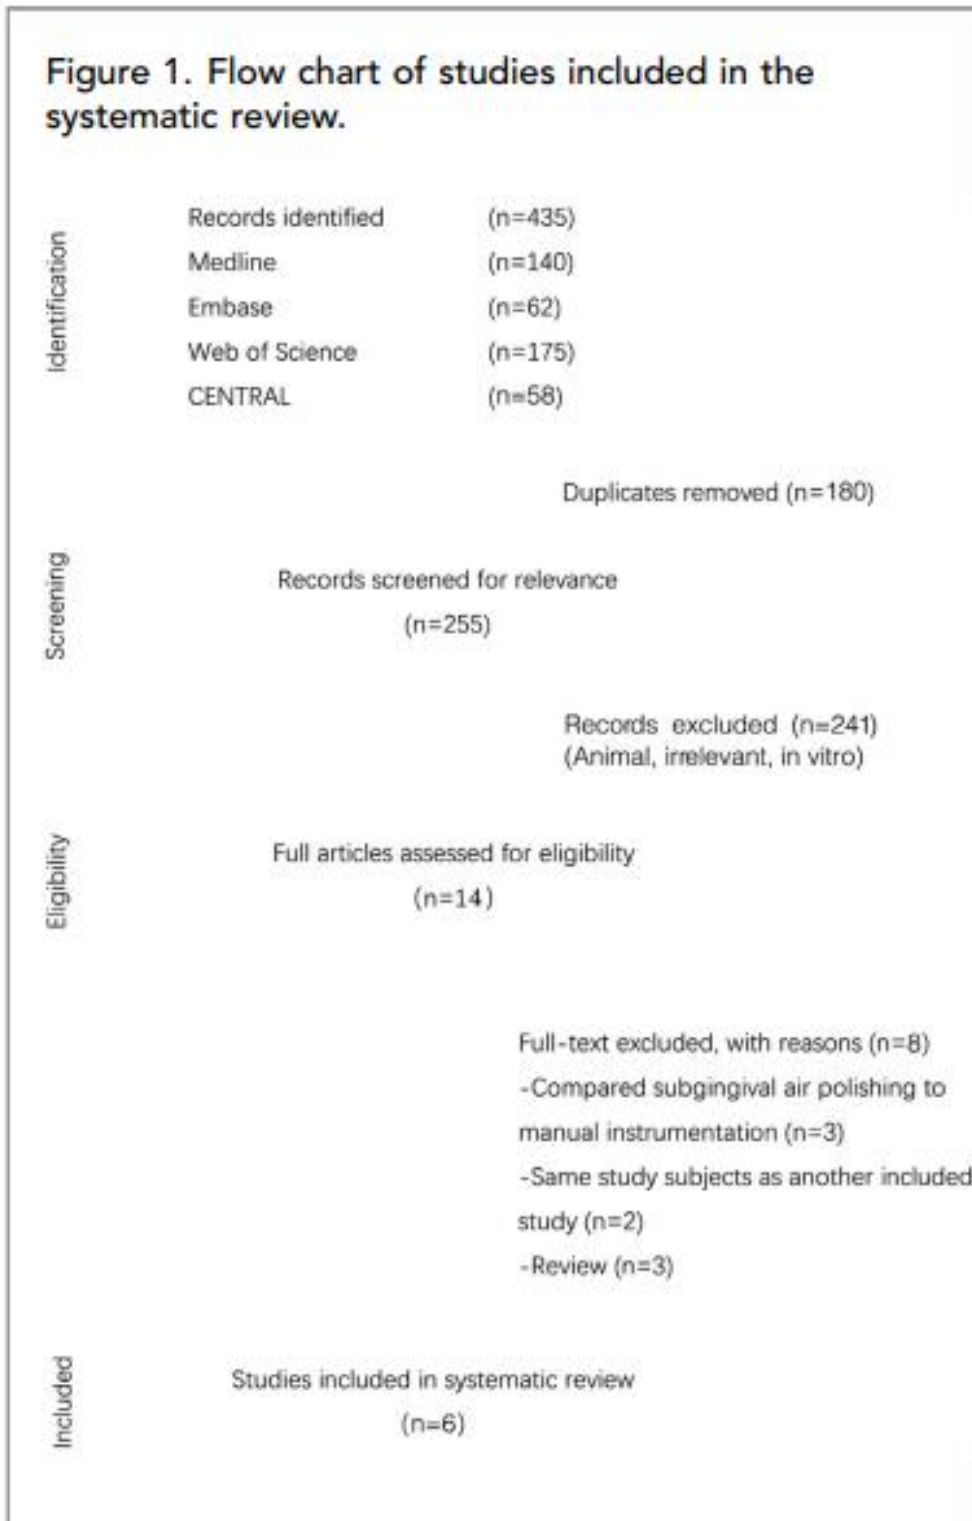 Figure 1. Flow chart of studies included in the
systematic review.
Identification
Records identified (n=435)
Medline (n=140)
Embase (n=62)
Web of Science (n=175)
CENTRAL (n=58)
Duplicates removed (n=180)
Screening
Records screened for relevance
(n=255)
Records excluded (n=241)
(Animal, irrelevant, in vitro)
Eligibility
Full articles assessed for eligibility
(n=14)
Full-text excluded, with reasons (n=8)
-Compared subgingival air polishing to
manual instrumentation (n=3)
-Same study subjects as another included
study (n=2)
-Review (n=3)
Included
Studies included in systematic review
(n=6)